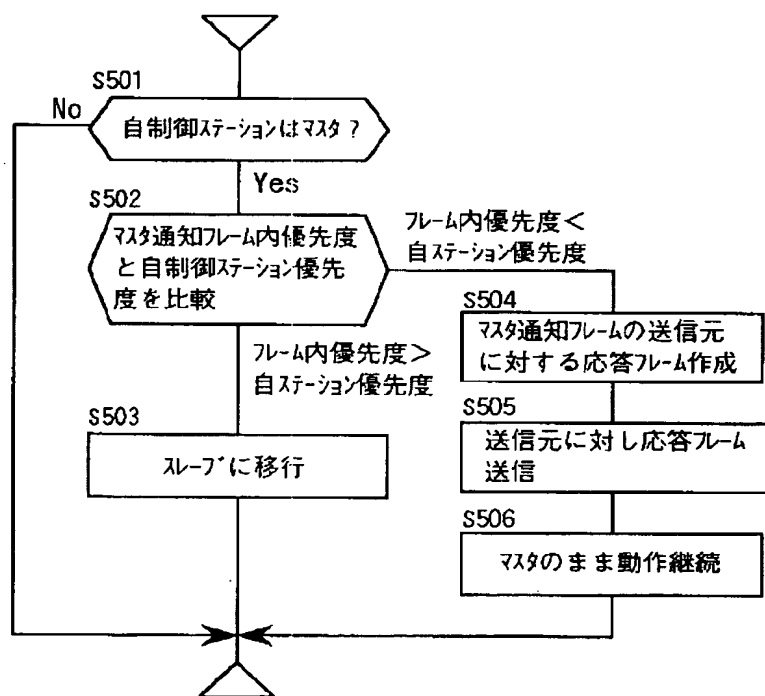 S501
No
自制御ｽﾃｰｼｮﾝはﾏｽﾀ?
Yes
S502
ﾏｽﾀ通知ﾌﾚｰﾑ内優先度
と自制御ｽﾃｰｼｮﾝ優先
度を比較
ﾌﾚｰﾑ内優先度＜
自ｽﾃｰｼｮﾝ優先度
ﾌﾚｰﾑ内優先度＞
自ｽﾃｰｼｮﾝ優先度
S503
ｽﾚｰﾌﾞに移行
S504
ﾏｽﾀ通知ﾌﾚｰﾑの送信元
に対する応答ﾌﾚｰﾑ作成
S505
送信元に対し応答ﾌﾚｰﾑ
送信
S506
ﾏｽﾀのまま動作継続